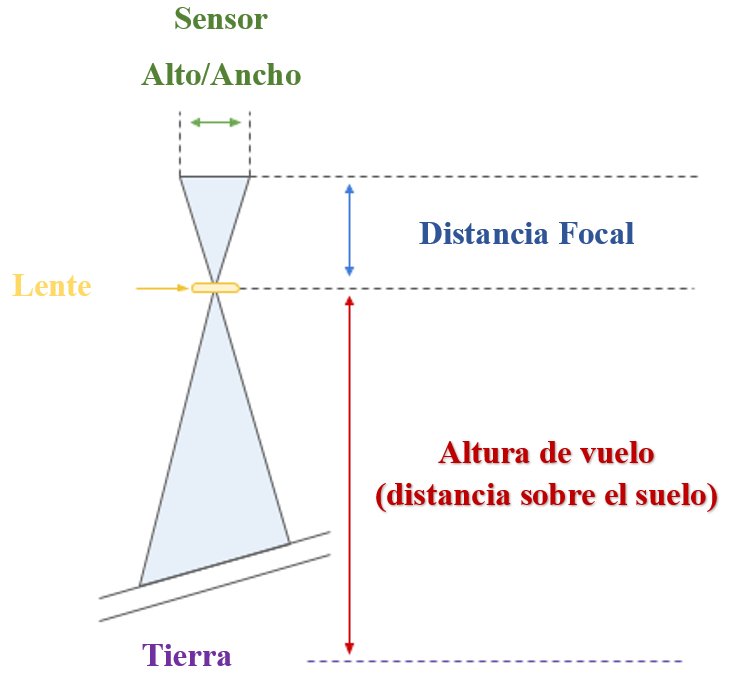 Sensor
Alto/Ancho
Distancia Focal
Lente
Altura de vuelo
(distancia sobre el suelo)
Tierra